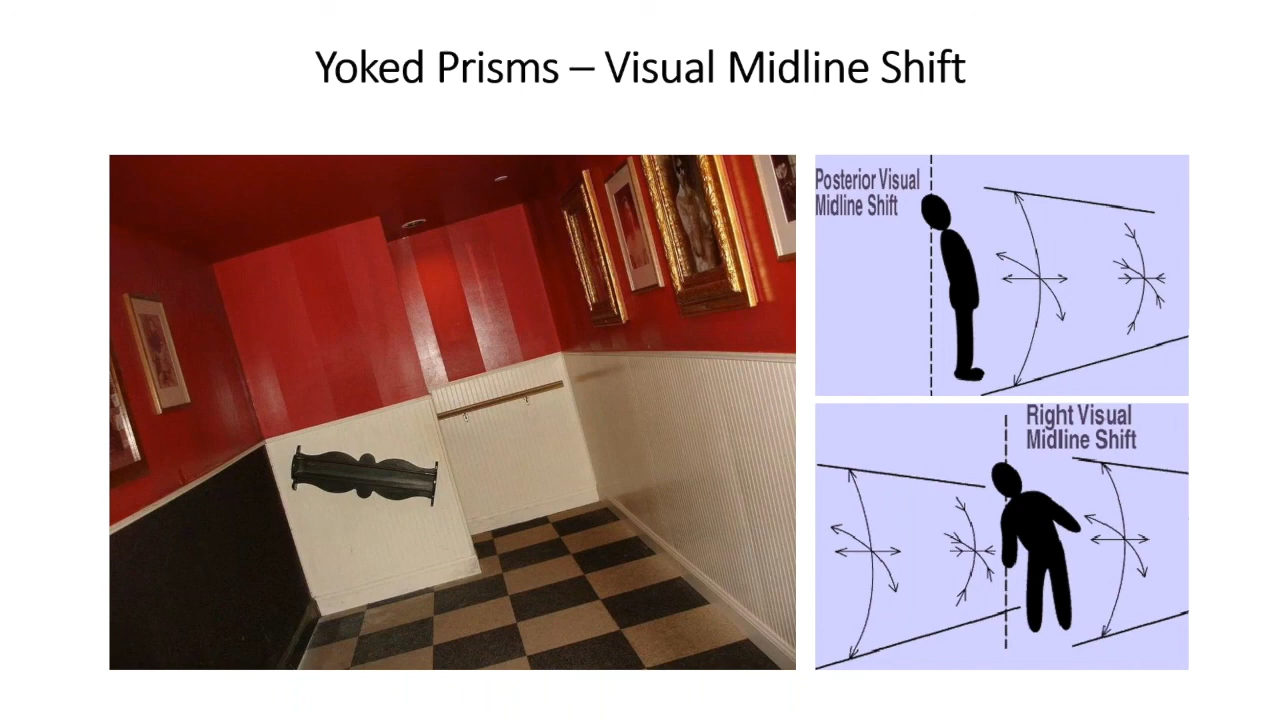 Yoked Prisms – Visual Midline Shift
Posterior Visual
Midline Shift
Right Visual
Midline Shift